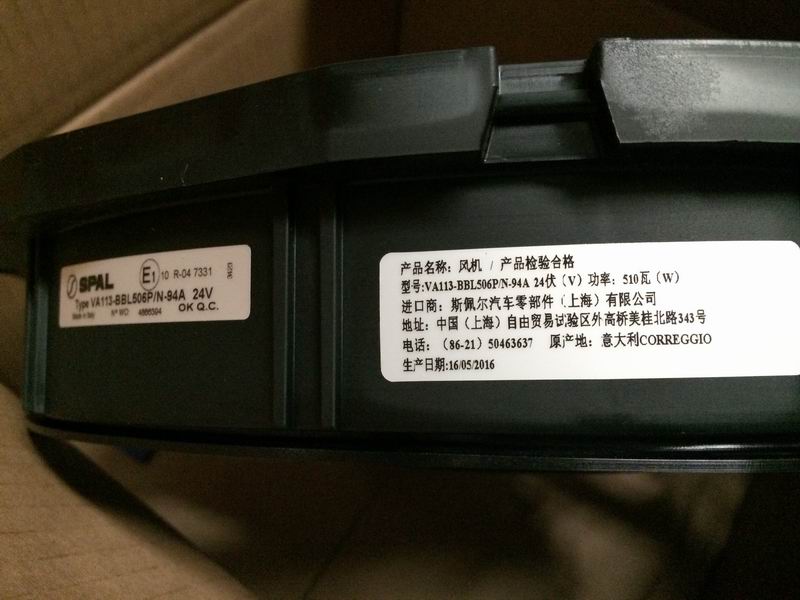 SPAL E1 10 R-04 7331
Type VA113-BBL506P/N-94A 24V
Made in Italy N° WO 4866394 OK Q.C.
3423
产品名称：风机 / 产品检验合格
型号:VA113-BBL506P/N-94A 24伏（V）功率：510瓦（W）
进口商：斯佩尔汽车零部件（上海）有限公司
地址：中国（上海）自由贸易试验区外高桥美桂北路343号
电话：（86-21）50463637 原产地：意大利CORREGGIO
生产日期:16/05/2016